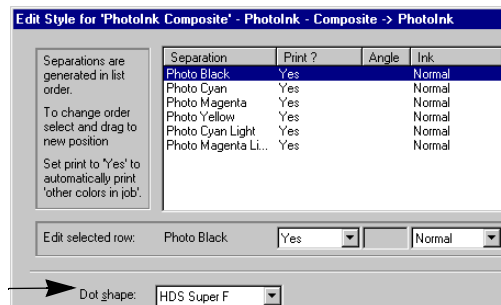 Edit Style for 'PhotoInk Composite' - PhotoInk - Composite -> PhotoInk
Separations are
generated in list
order.
To change order
select and drag to
new position
Set print to 'Yes' to
automatically print
'other colors in job'.
Separation Print ? Angle Ink
Photo Black Yes Normal
Photo Cyan Yes Normal
Photo Magenta Yes Normal
Photo Yellow Yes Normal
Photo Cyan Light Yes Normal
Photo Magenta Li... Yes Normal
Edit selected row: Photo Black Yes Normal
Dot shape: HDS Super F